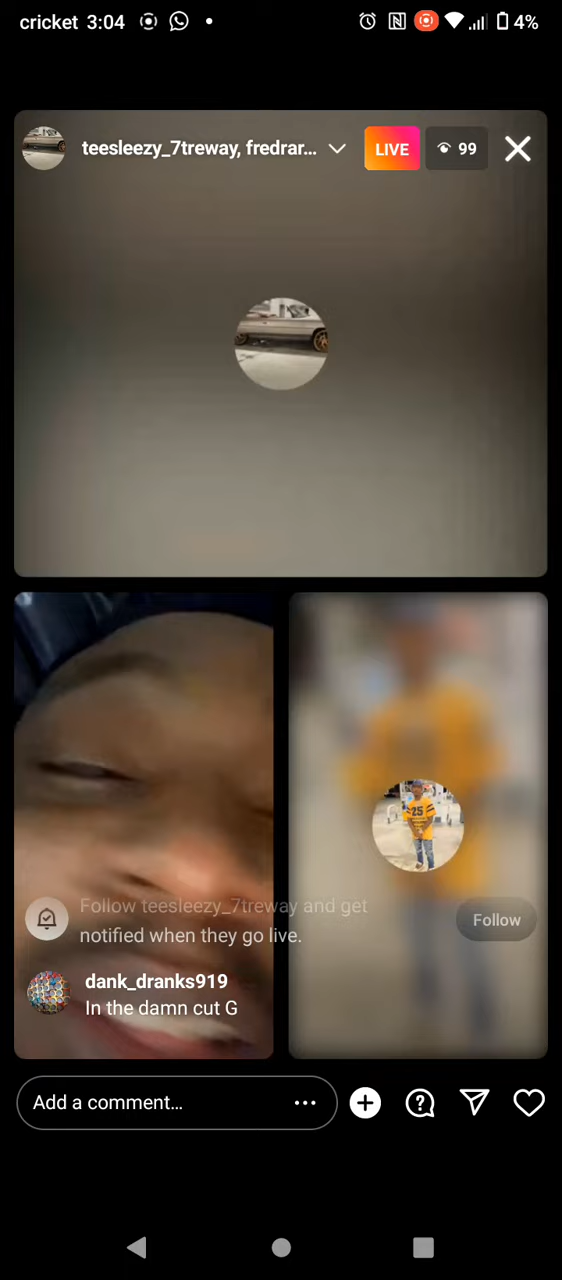 cricket 3:04 4%
teesleezy_7treway, fredrar... LIVE 99
25
Follow teesleezy_7treway and get
notified when they go live.
Follow
dank_dranks919
In the damn cut G
Add a comment...